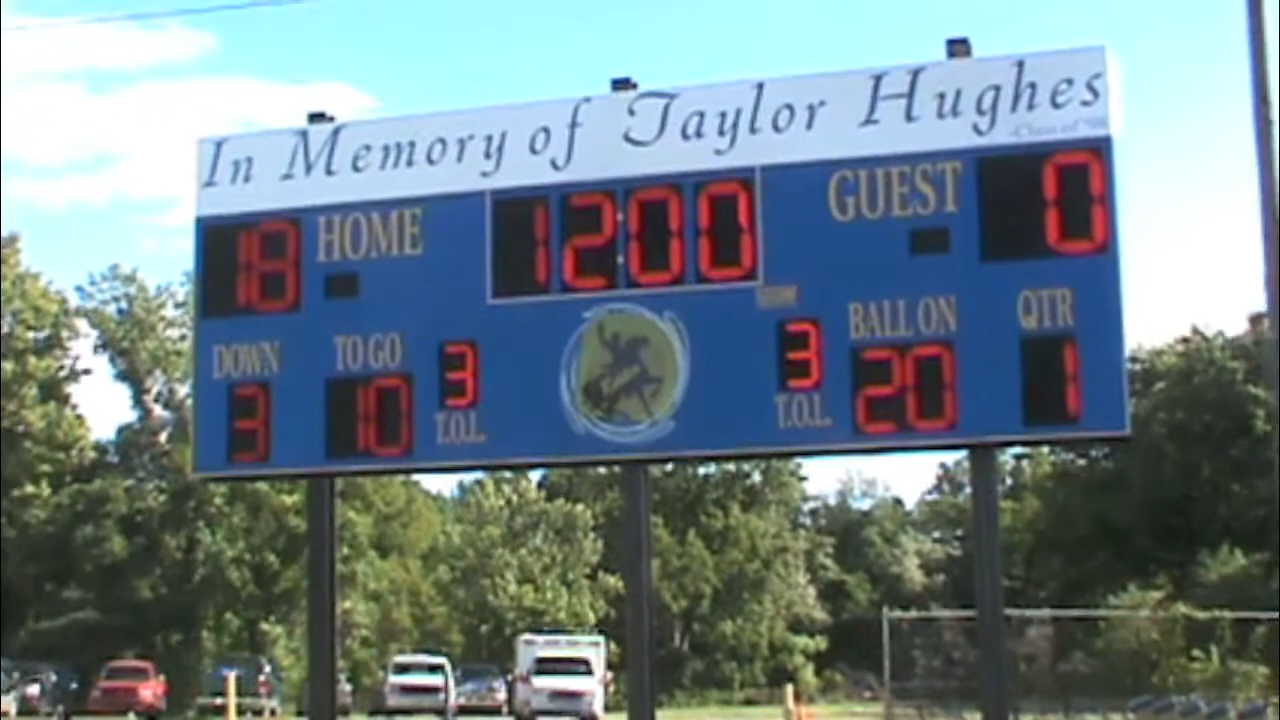 In Memory of Taylor Hughes
18 HOME 12:00 GUEST 0
DOWN TO GO BALL ON QTR
3 10 3 3 20 1
T.O.L. T.O.L.